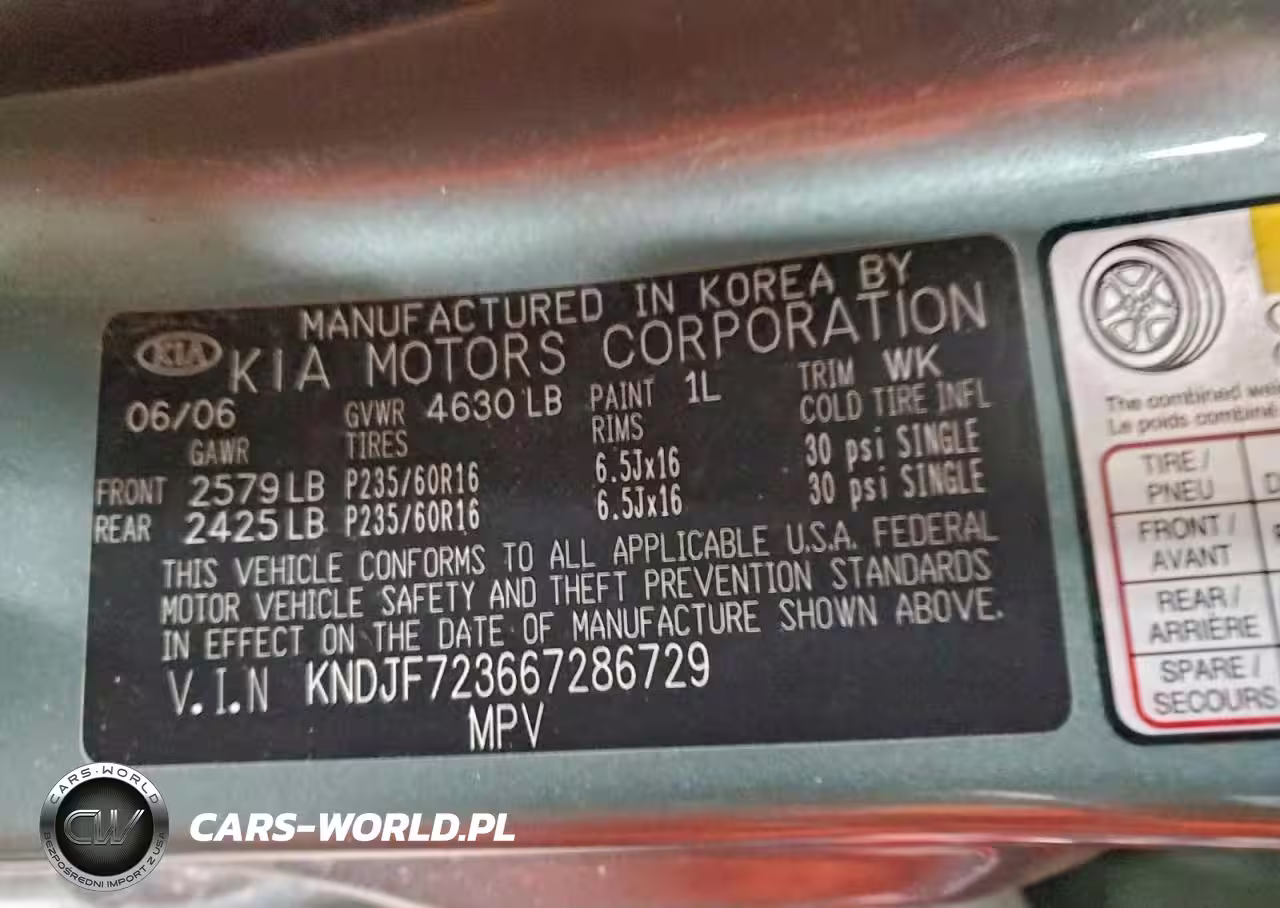 MANUFACTURED IN KOREA BY
KIA KIA MOTORS CORPORATION
06/06 GVWR 4630 LB PAINT 1L TRIM WK
GAWR TIRES RIMS COLD TIRE INFL
FRONT 2579 LB P235/60R16 6.5Jx16 30 psi SINGLE
REAR 2425 LB P235/60R16 6.5Jx16 30 psi SINGLE
THIS VEHICLE CONFORMS TO ALL APPLICABLE U.S.A. FEDERAL
MOTOR VEHICLE SAFETY AND THEFT PREVENTION STANDARDS
IN EFFECT ON THE DATE OF MANUFACTURE SHOWN ABOVE.
V.I.N KNDJF723667286729
MPV
The combined wei
Le poids combiné
TIRE /
PNEU
FRONT /
AVANT
REAR /
ARRIÈRE
SPARE /
SECOURS
CARS-WORLD
CW
BEZPOŚREDNI IMPORT Z USA
CARS-WORLD.PL